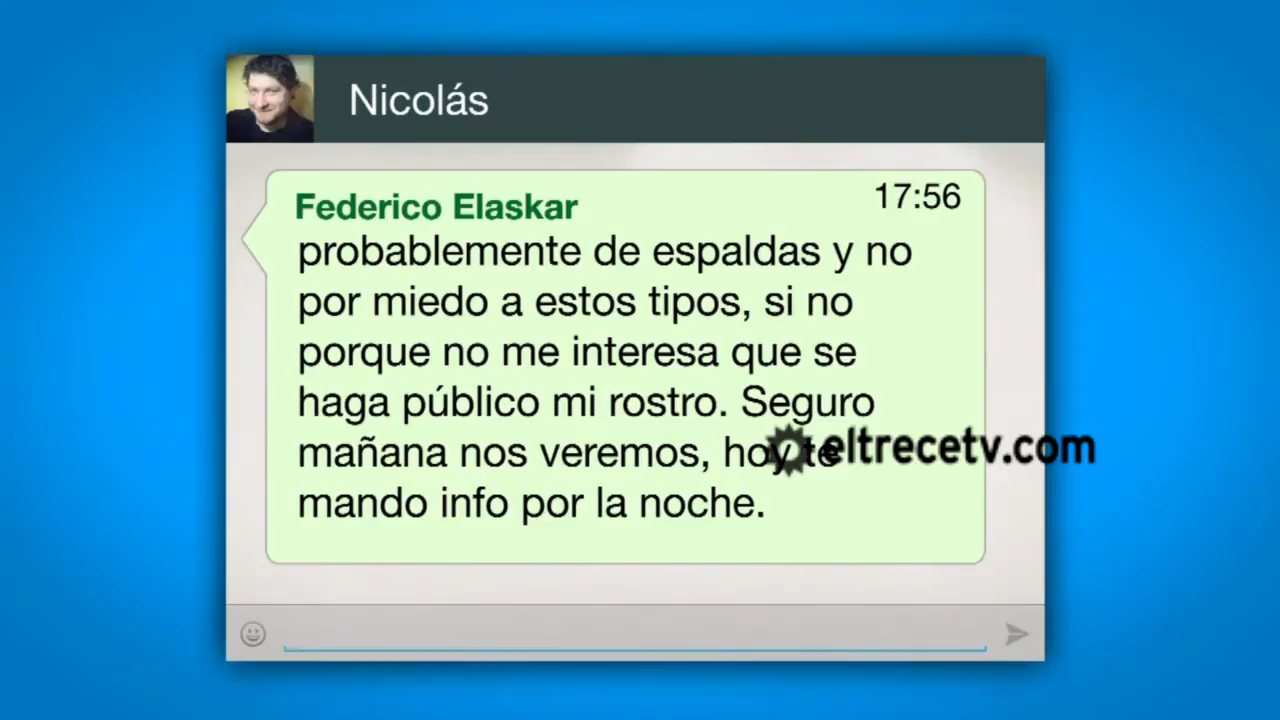 Nicolás
Federico Elaskar
17:56
probablemente de espaldas y no
por miedo a estos tipos, si no
porque no me interesa que se
haga público mi rostro. Seguro
mañana nos veremos, hoy te
eltrecetv.com
mando info por la noche.